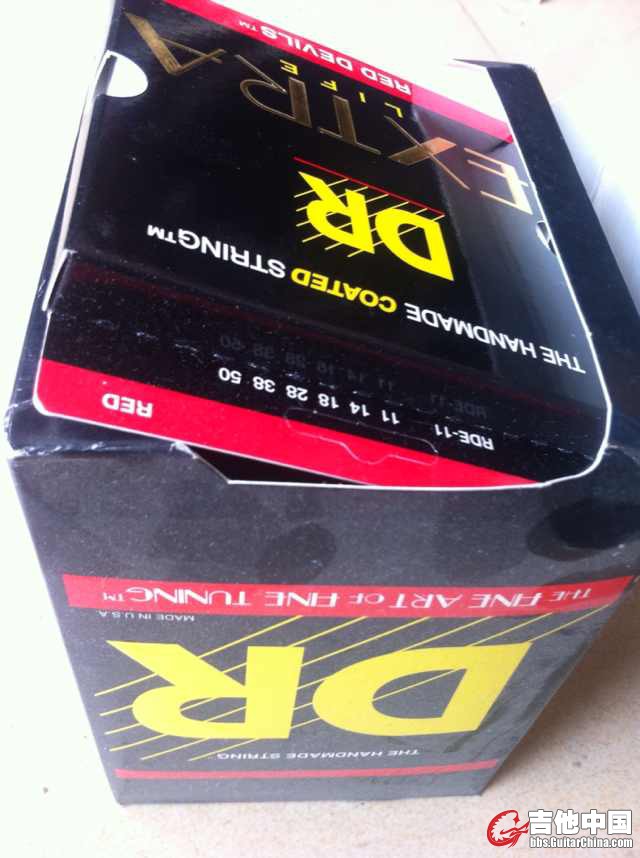 THE HANDMADE STRING™
DR
MADE IN U.S.A
THE FINE ART OF FINE TUNING™
RDE-11 11 14 18 28 38 50
RED
THE HANDMADE COATED STRING™
DR
EXTRA
LIFE
RED DEVILS™
吉他中国
bbs.GuitarChina.com